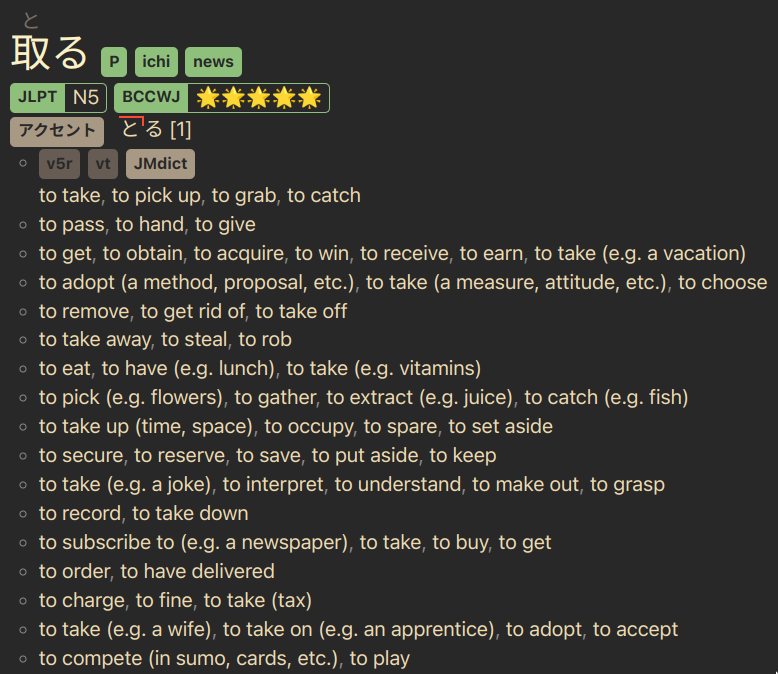 と
取る P ichi news
JLPT N5 BCCWJ 🌟🌟🌟🌟🌟
アクセント とる [1]
v5r vt JMdict
to take, to pick up, to grab, to catch
to pass, to hand, to give
to get, to obtain, to acquire, to win, to receive, to earn, to take (e.g. a vacation)
to adopt (a method, proposal, etc.), to take (a measure, attitude, etc.), to choose
to remove, to get rid of, to take off
to take away, to steal, to rob
to eat, to have (e.g. lunch), to take (e.g. vitamins)
to pick (e.g. flowers), to gather, to extract (e.g. juice), to catch (e.g. fish)
to take up (time, space), to occupy, to spare, to set aside
to secure, to reserve, to save, to put aside, to keep
to take (e.g. a joke), to interpret, to understand, to make out, to grasp
to record, to take down
to subscribe to (e.g. a newspaper), to take, to buy, to get
to order, to have delivered
to charge, to fine, to take (tax)
to take (e.g. a wife), to take on (e.g. an apprentice), to adopt, to accept
to compete (in sumo, cards, etc.), to play